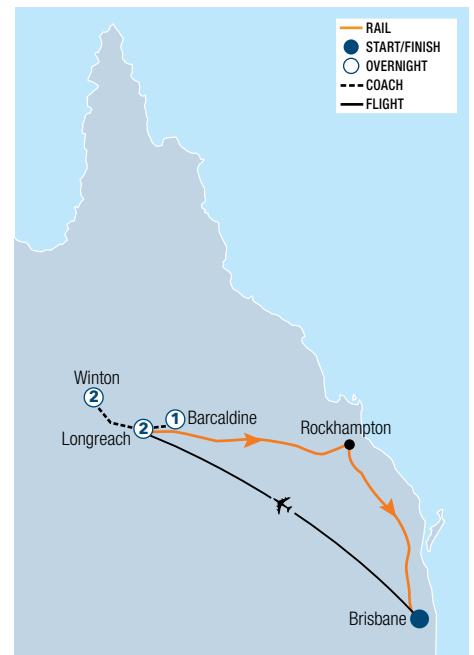 RAIL
START/FINISH
OVERNIGHT
COACH
FLIGHT
Winton
2
1
Barcaldine
2
Longreach
Rockhampton
Brisbane